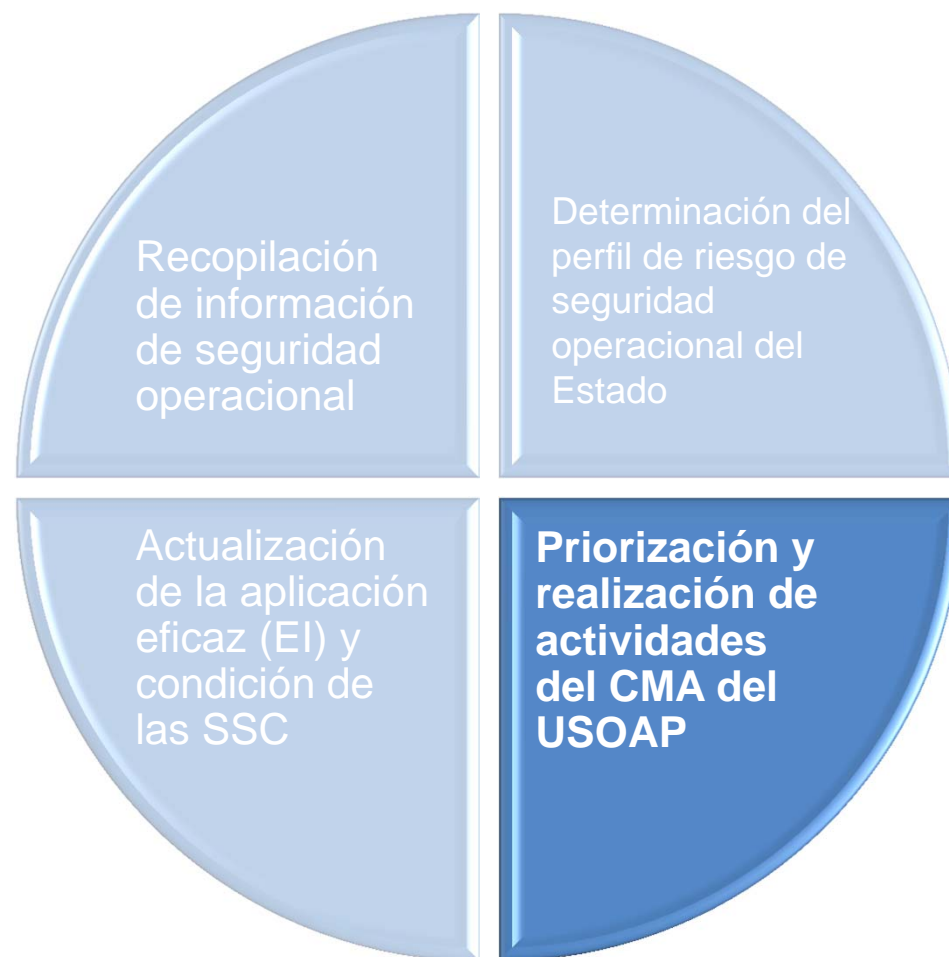 Recopilación
de información
de seguridad
operacional
Determinación del
perfil de riesgo de
seguridad
operacional del
Estado
Actualización
de la aplicación
eficaz (EI) y
condición de
las SSC
Priorización y
realización de
actividades
del CMA del
USOAP